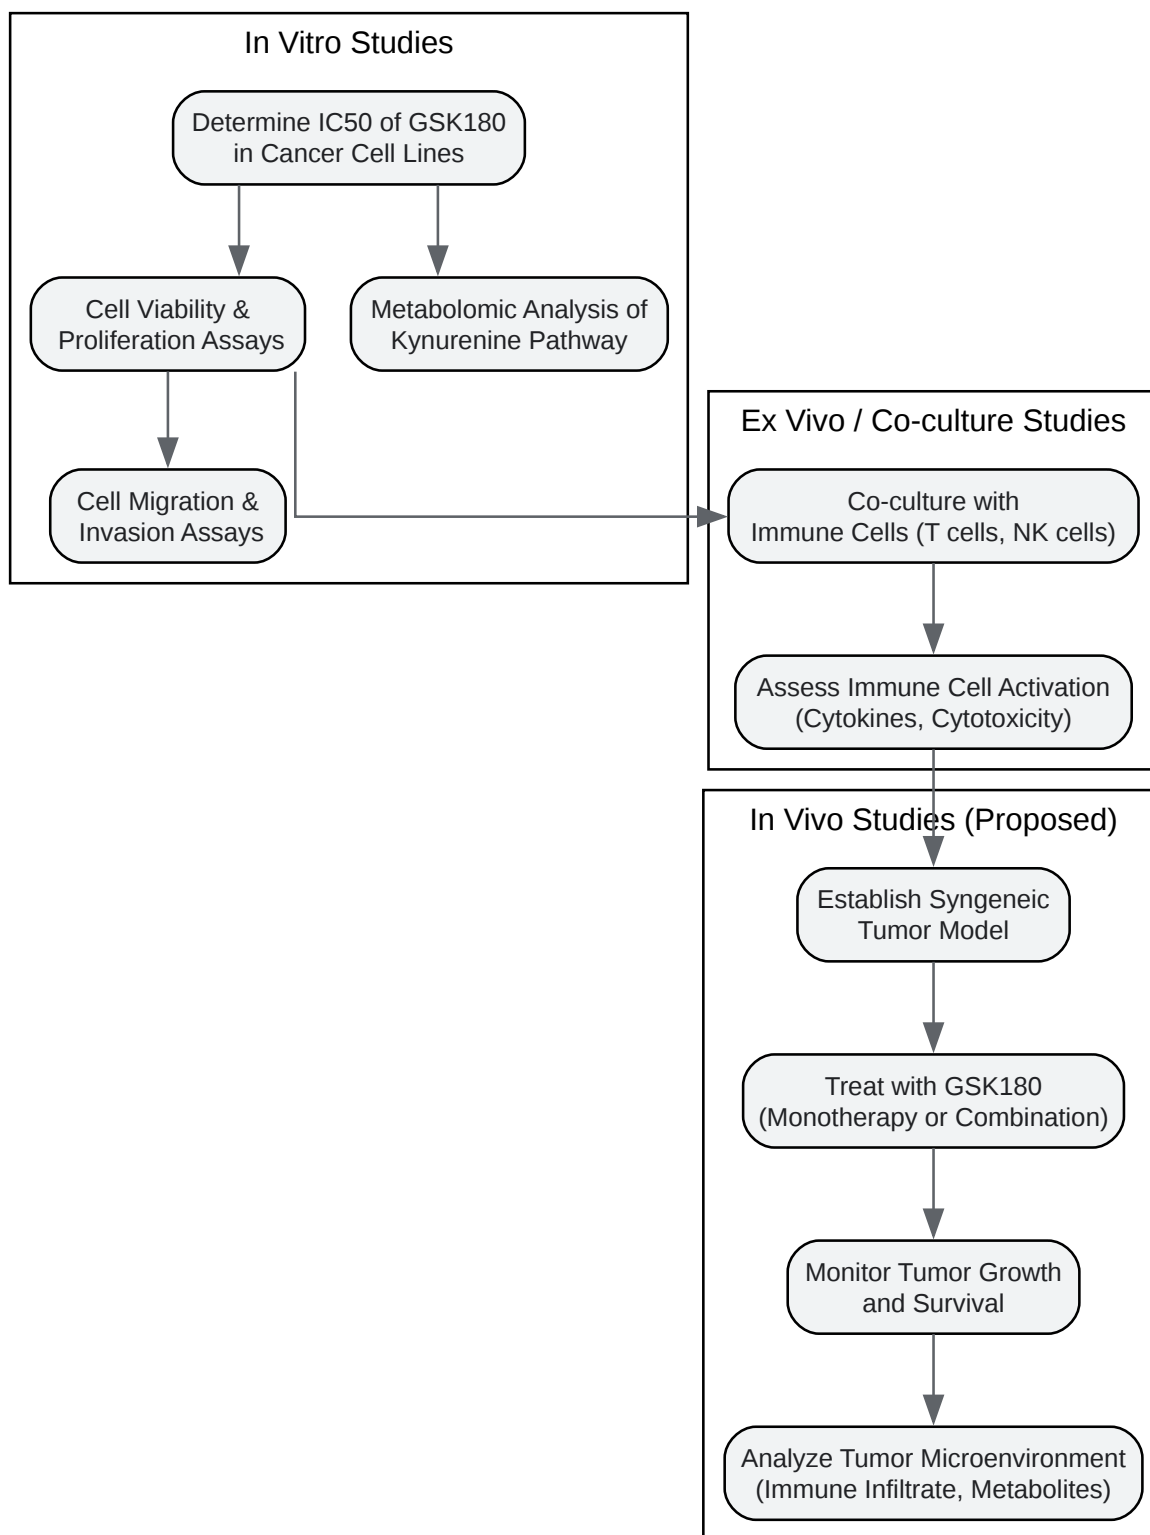 In Vitro Studies
Determine IC50 of GSK180
in Cancer Cell Lines
Cell Viability &
Proliferation Assays
Metabolomic Analysis of
Kynurenine Pathway
Cell Migration &
Invasion Assays
Ex Vivo / Co-culture Studies
Co-culture with
Immune Cells (T cells, NK cells)
Assess Immune Cell Activation
(Cytokines, Cytotoxicity)
In Vivo Studies (Proposed)
Establish Syngeneic
Tumor Model
Treat with GSK180
(Monotherapy or Combination)
Monitor Tumor Growth
and Survival
Analyze Tumor Microenvironment
(Immune Infiltrate, Metabolites)